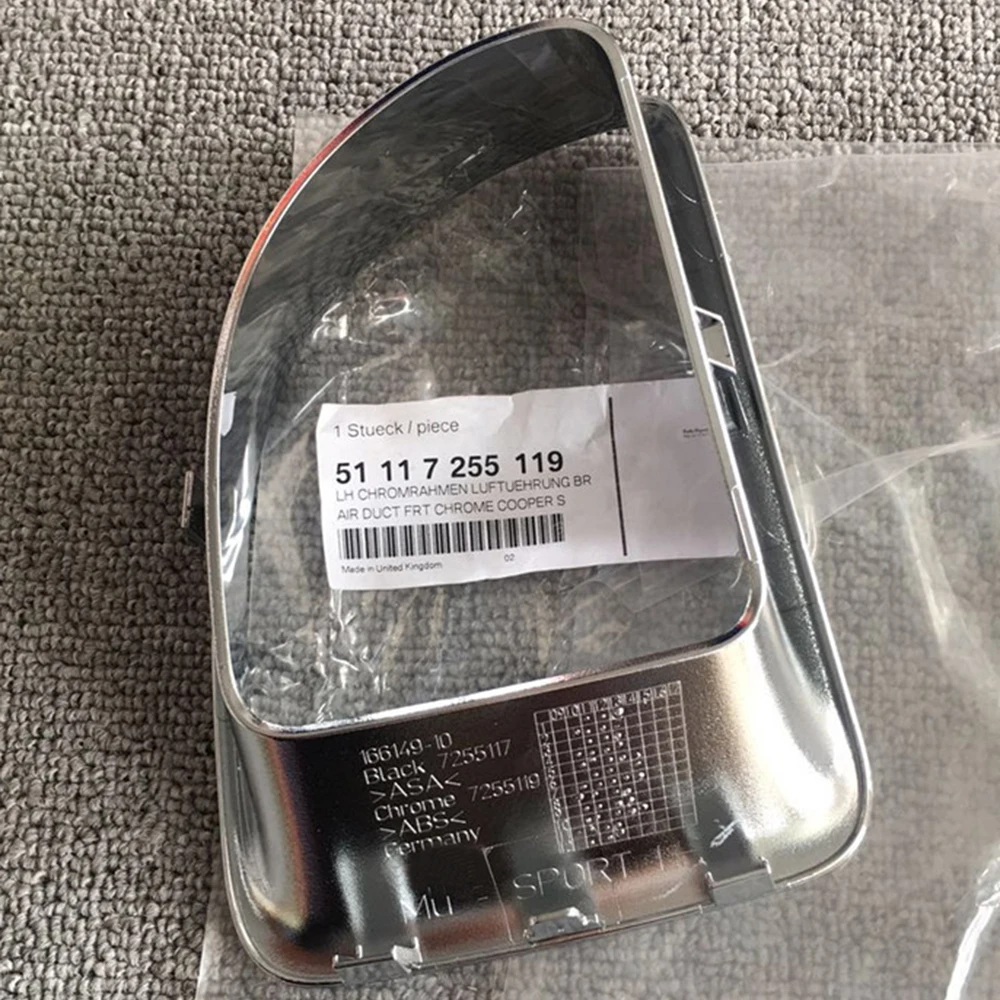 1 Stueck / piece
51 11 7 255 119
LH CHROMRAHMEN LUFTUEHRUNG BR
AIR DUCT FRT CHROME COOPER S
Made in United Kingdom
02
166149-10
Black 7255117
>ASA<
Chrome 7255119
>ABS<
Germany
SPORT